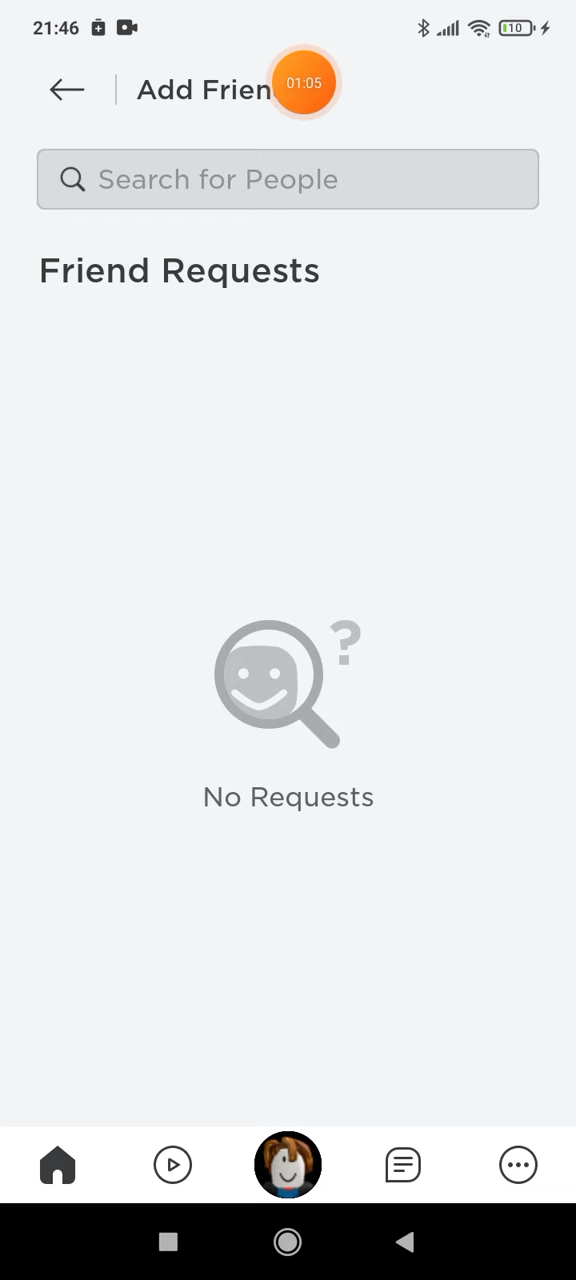 21:46
10
Add Frien
01:05
Search for People
Friend Requests
?
No Requests